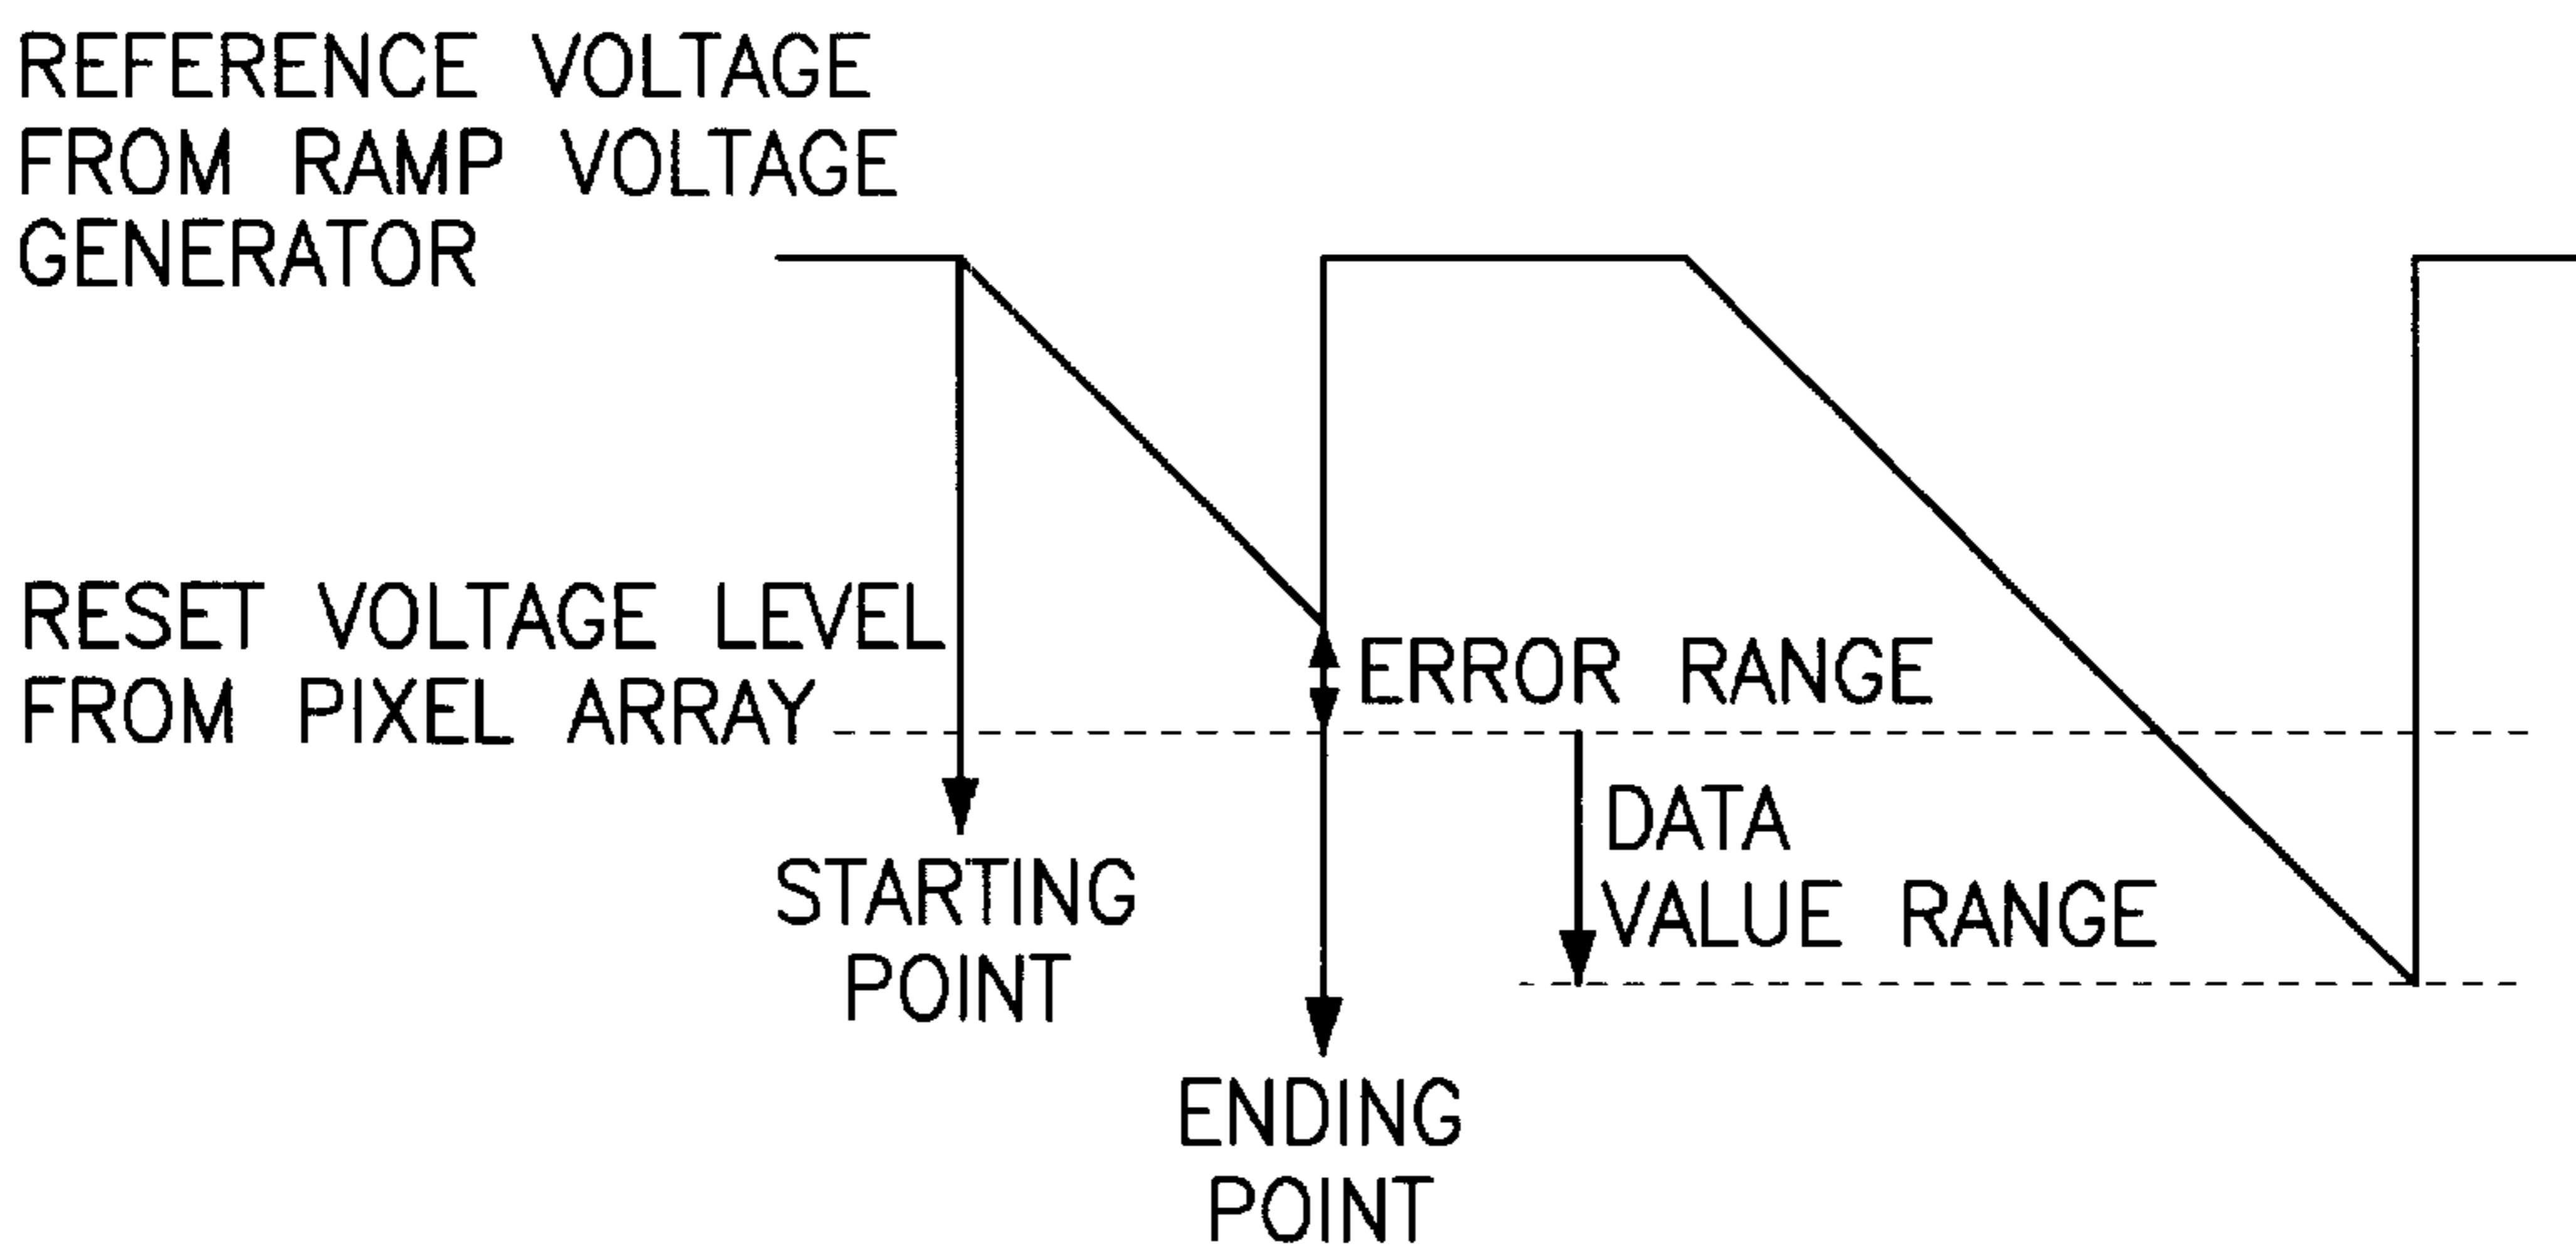 REFERENCE VOLTAGE
FROM RAMP VOLTAGE
GENERATOR
RESET VOLTAGE LEVEL
FROM PIXEL ARRAY
ERROR RANGE
DATA
VALUE RANGE
STARTING
POINT
ENDING
POINT